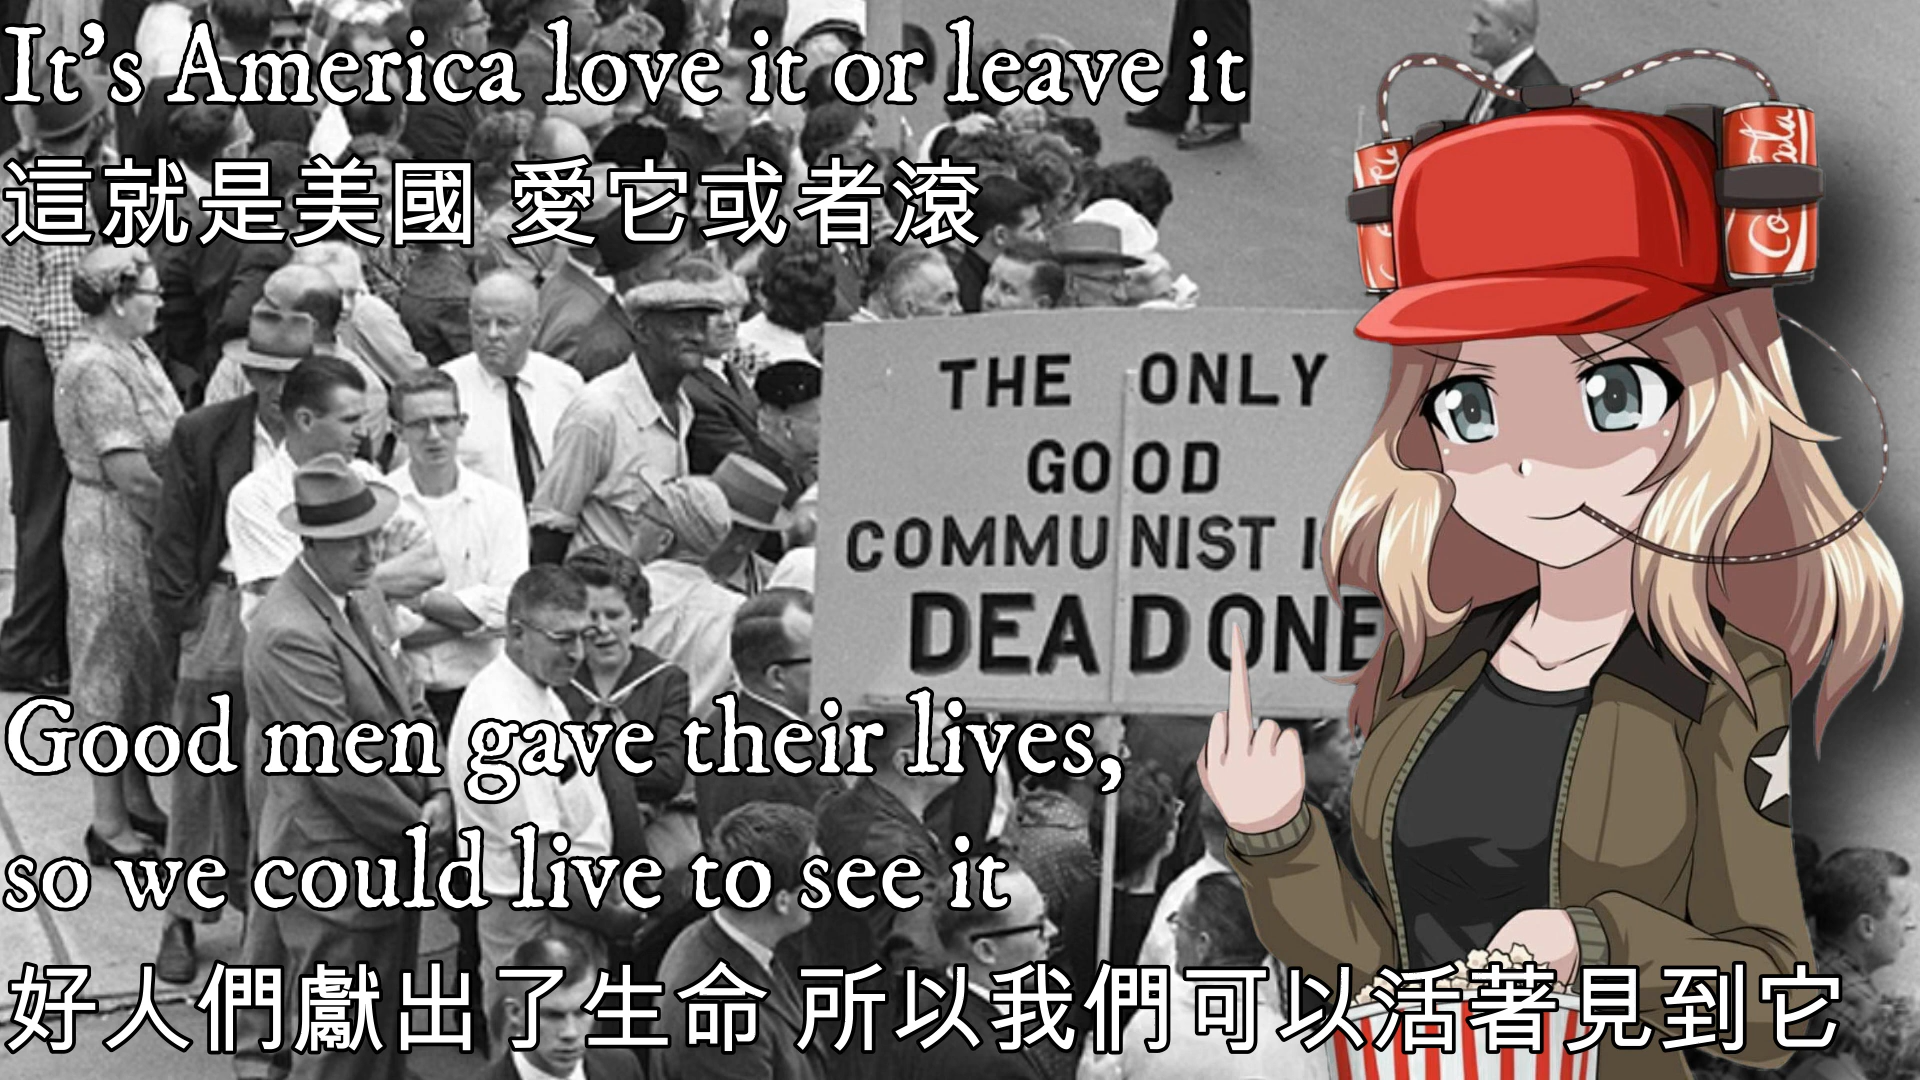 It's America love it or leave it
這就是美國 愛它或者滾
THE ONLY
GOOD
COMMUNIST
DEAD ONE
Good men gave their lives,
so we could live to see it
好人們獻出了生命 所以我們可以活著見到它